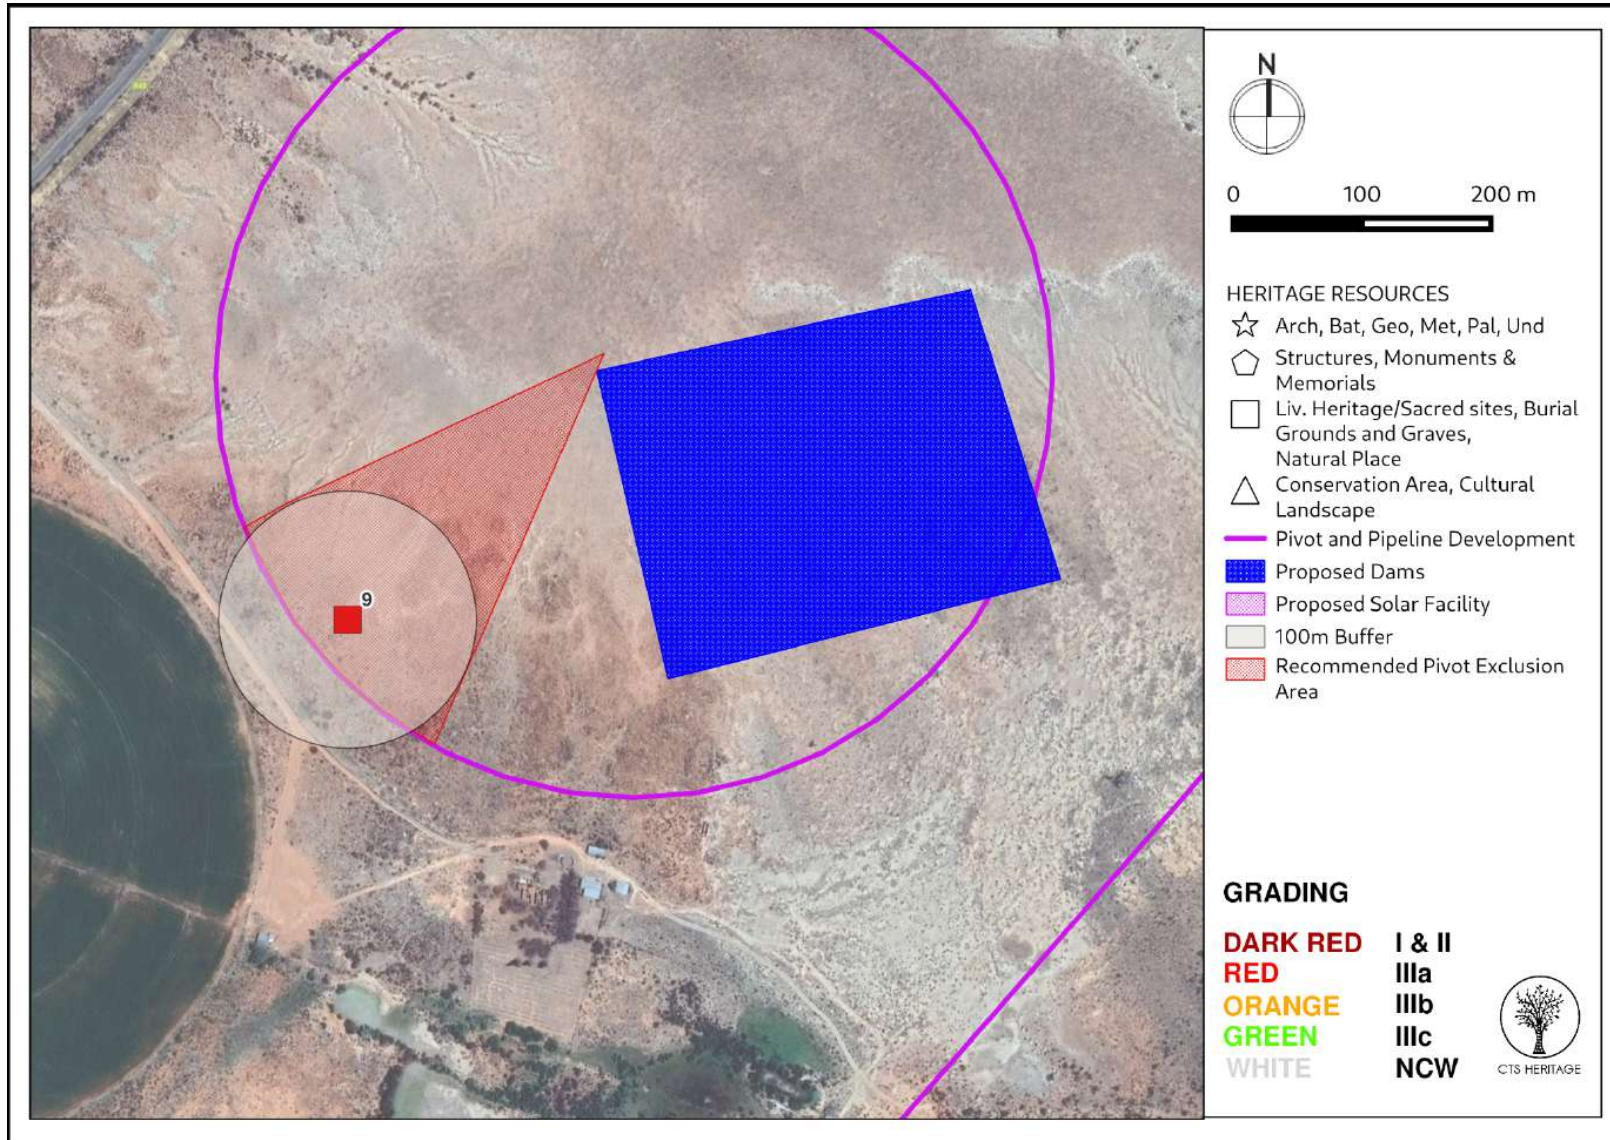 N
0 100 200 m
HERITAGE RESOURCES
Arch, Bat, Geo, Met, Pal, Und
Structures, Monuments &
Memorials
Liv. Heritage/Sacred sites, Burial
Grounds and Graves,
Natural Place
Conservation Area, Cultural
Landscape
Pivot and Pipeline Development
Proposed Dams
Proposed Solar Facility
100m Buffer
Recommended Pivot Exclusion
Area
9
GRADING
DARK RED I & II
RED IIIa
ORANGE IIIb
GREEN IIIc
WHITE NCW
CTS HERITAGE